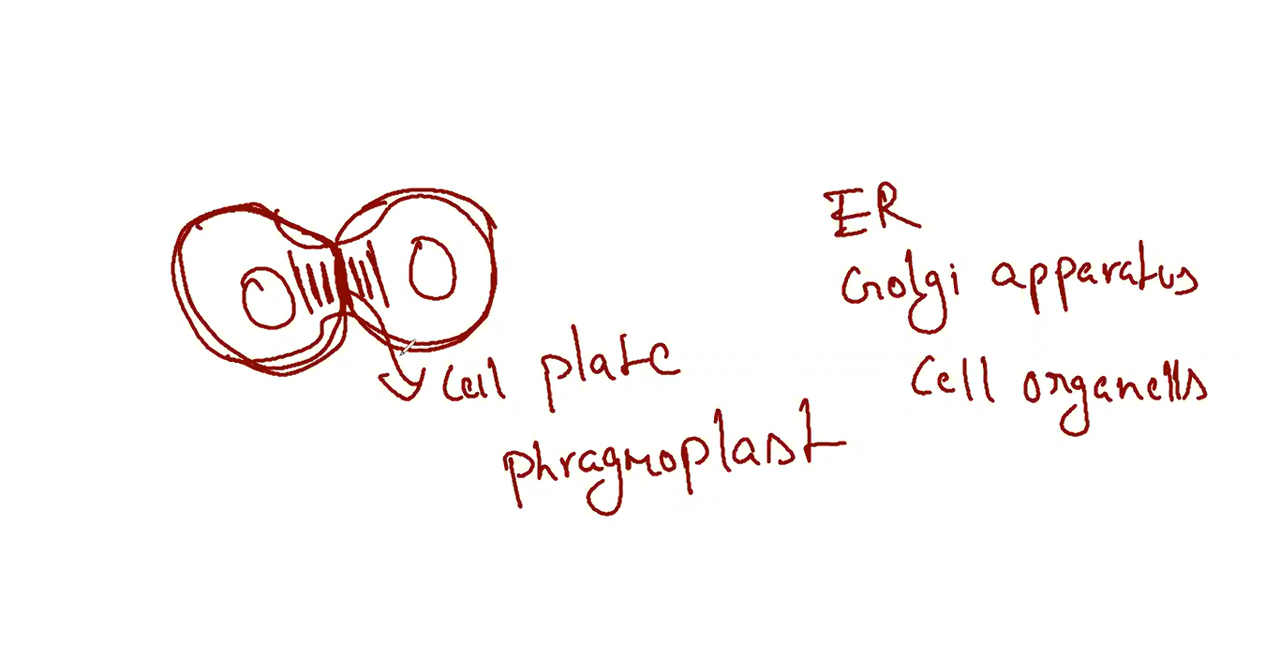 ER
Golgi apparatus
Cell organells
Cell plate
phragmoplast